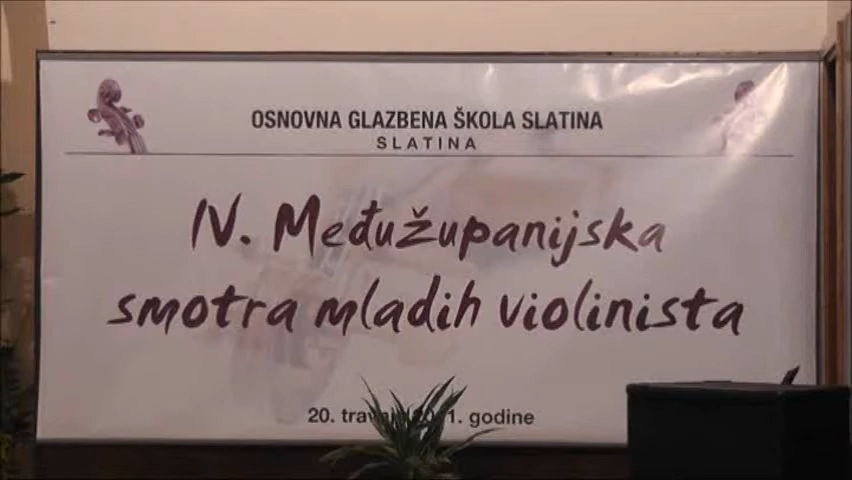 OSNOVNA GLAZBENA ŠKOLA SLATINA
SLATINA
IV. Međužupanijska
smotra mladih violinista
20. godine